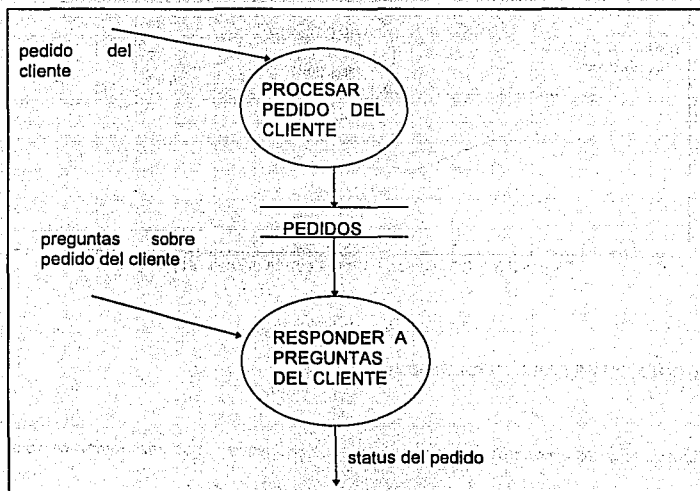 pedido del
cliente
PROCESAR
PEDIDO DEL
CLIENTE
PEDIDOS
preguntas sobre
pedido del cliente
RESPONDER A
PREGUNTAS
DEL CLIENTE
status del pedido